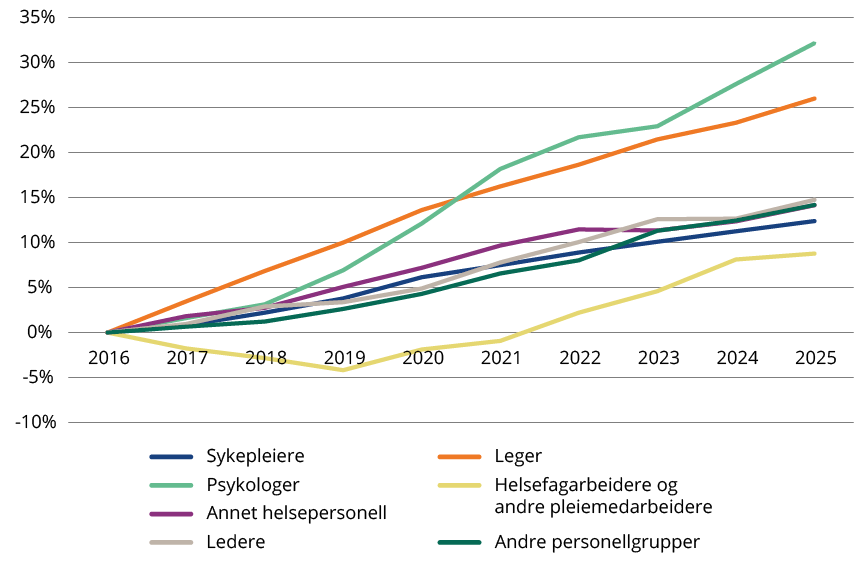 35%
30%
25%
20%
15%
10%
5%
0%
2016 2017 2018 2019 2020 2021 2022 2023 2024 2025
-5%
-10%
Sykepleiere
Leger
Psykologer
Helsefagarbeidere og
andre pleiemedarbeidere
Annet helsepersonell
Ledere
Andre personellgrupper